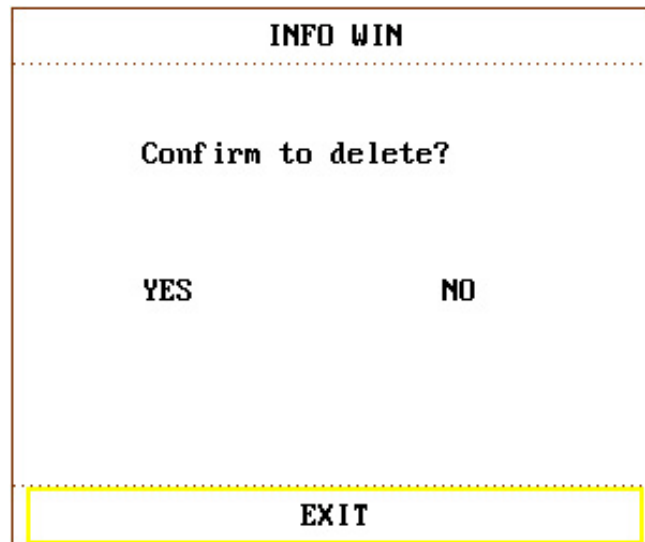 INFO WIN
Confirm to delete?
YES NO
EXIT